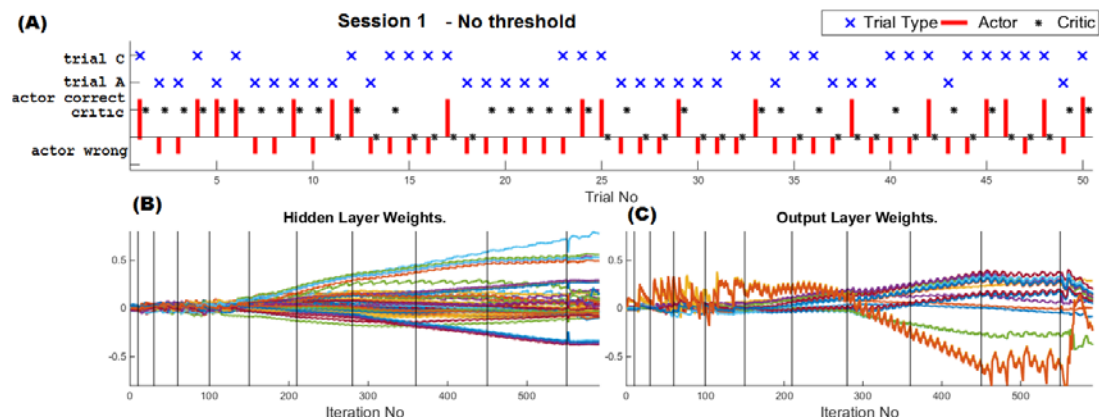 (A)
Session 1 - No threshold
Trial Type Actor Critic
trial C
trial A
actor correct
critic
actor wrong
5 10 15 20 25 30 35 40 45 50
Trial No
(B)
Hidden Layer Weights.
0.5
0
-0.5
0 100 200 300 400 500
Iteration No
(C)
Output Layer Weights.
0.5
0
-0.5
0 100 200 300 400 500
Iteration No